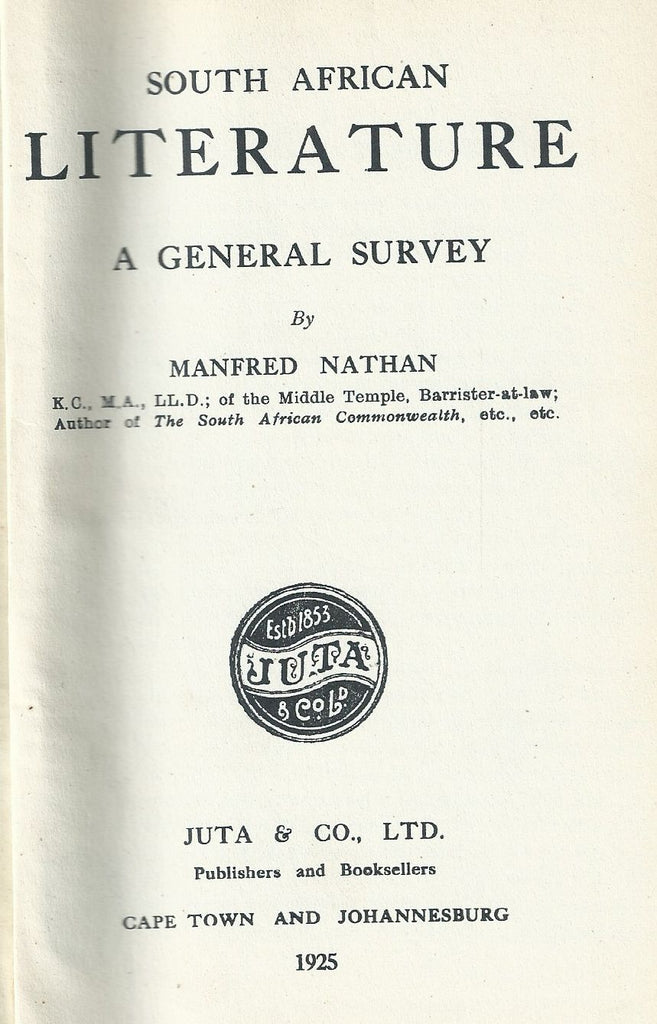 SOUTH AFRICAN
LITERATURE
A GENERAL SURVEY
By
MANFRED NATHAN
K.C., M.A., LL.D.; of the Middle Temple, Barrister-at-law;
Author of The South African Commonwealth, etc., etc.
Estd 1853
JUTA
& Co. Ld
JUTA & CO., LTD.
Publishers and Booksellers
CAPE TOWN AND JOHANNESBURG
1925